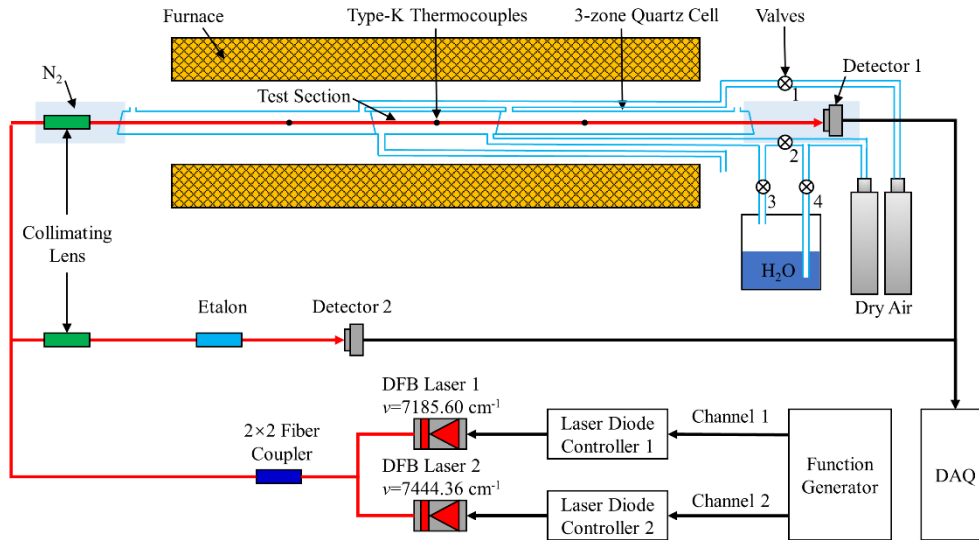 Furnace
Type-K Thermocouples
3-zone Quartz Cell
Valves
Detector 1
N₂
Test Section
1
2
3
4
Collimating
Lens
H₂O
Dry Air
Etalon
Detector 2
DFB Laser 1
ν=7185.60 cm⁻¹
Laser Diode
Controller 1
Channel 1
2×2 Fiber
Coupler
DFB Laser 2
ν=7444.36 cm⁻¹
Laser Diode
Controller 2
Channel 2
Function
Generator
DAQ